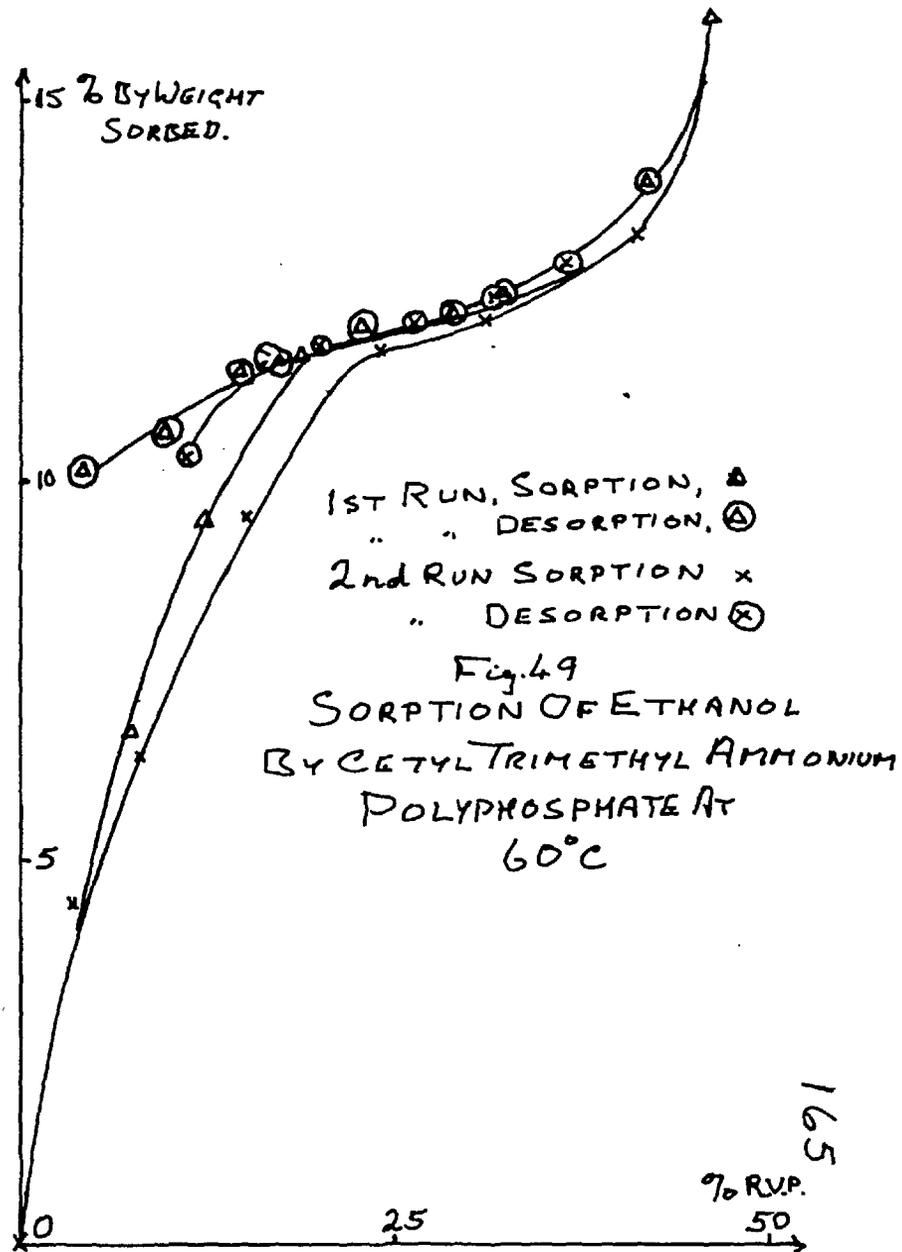 15 % BY WEIGHT
SORBED.
10
5
0
25
50
% R.V.P.
1ST RUN, SORPTION, △
" " DESORPTION, △
2nd RUN SORPTION x
" DESORPTION ⊗
Fig. 49
SORPTION OF ETHANOL
BY CETYL TRIMETHYL AMMONIUM
POLYPHOSPHATE AT
60°C
165